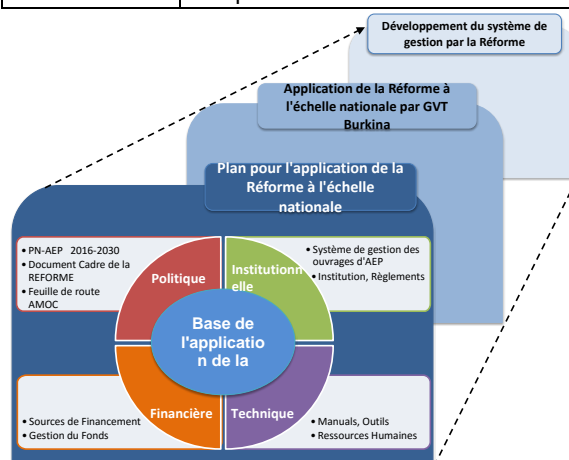 Développement du système de
gestion par la Réforme
Application de la Réforme à
l'échelle nationale par GVT
Burkina
Plan pour l'application de la
Réforme à l'échelle
nationale
• PN-AEP 2016-2030
• Document Cadre de la
REFORME
• Feuille de route
AMOC
Politique
Institutionn
elle
• Système de gestion des
ouvrages d'AEP
• Institution, Règlements
Base de
l'applicatio
n de la
• Sources de Financement
• Gestion du Fonds
Financière
Technique
• Manuals, Outils
• Ressources Humaines